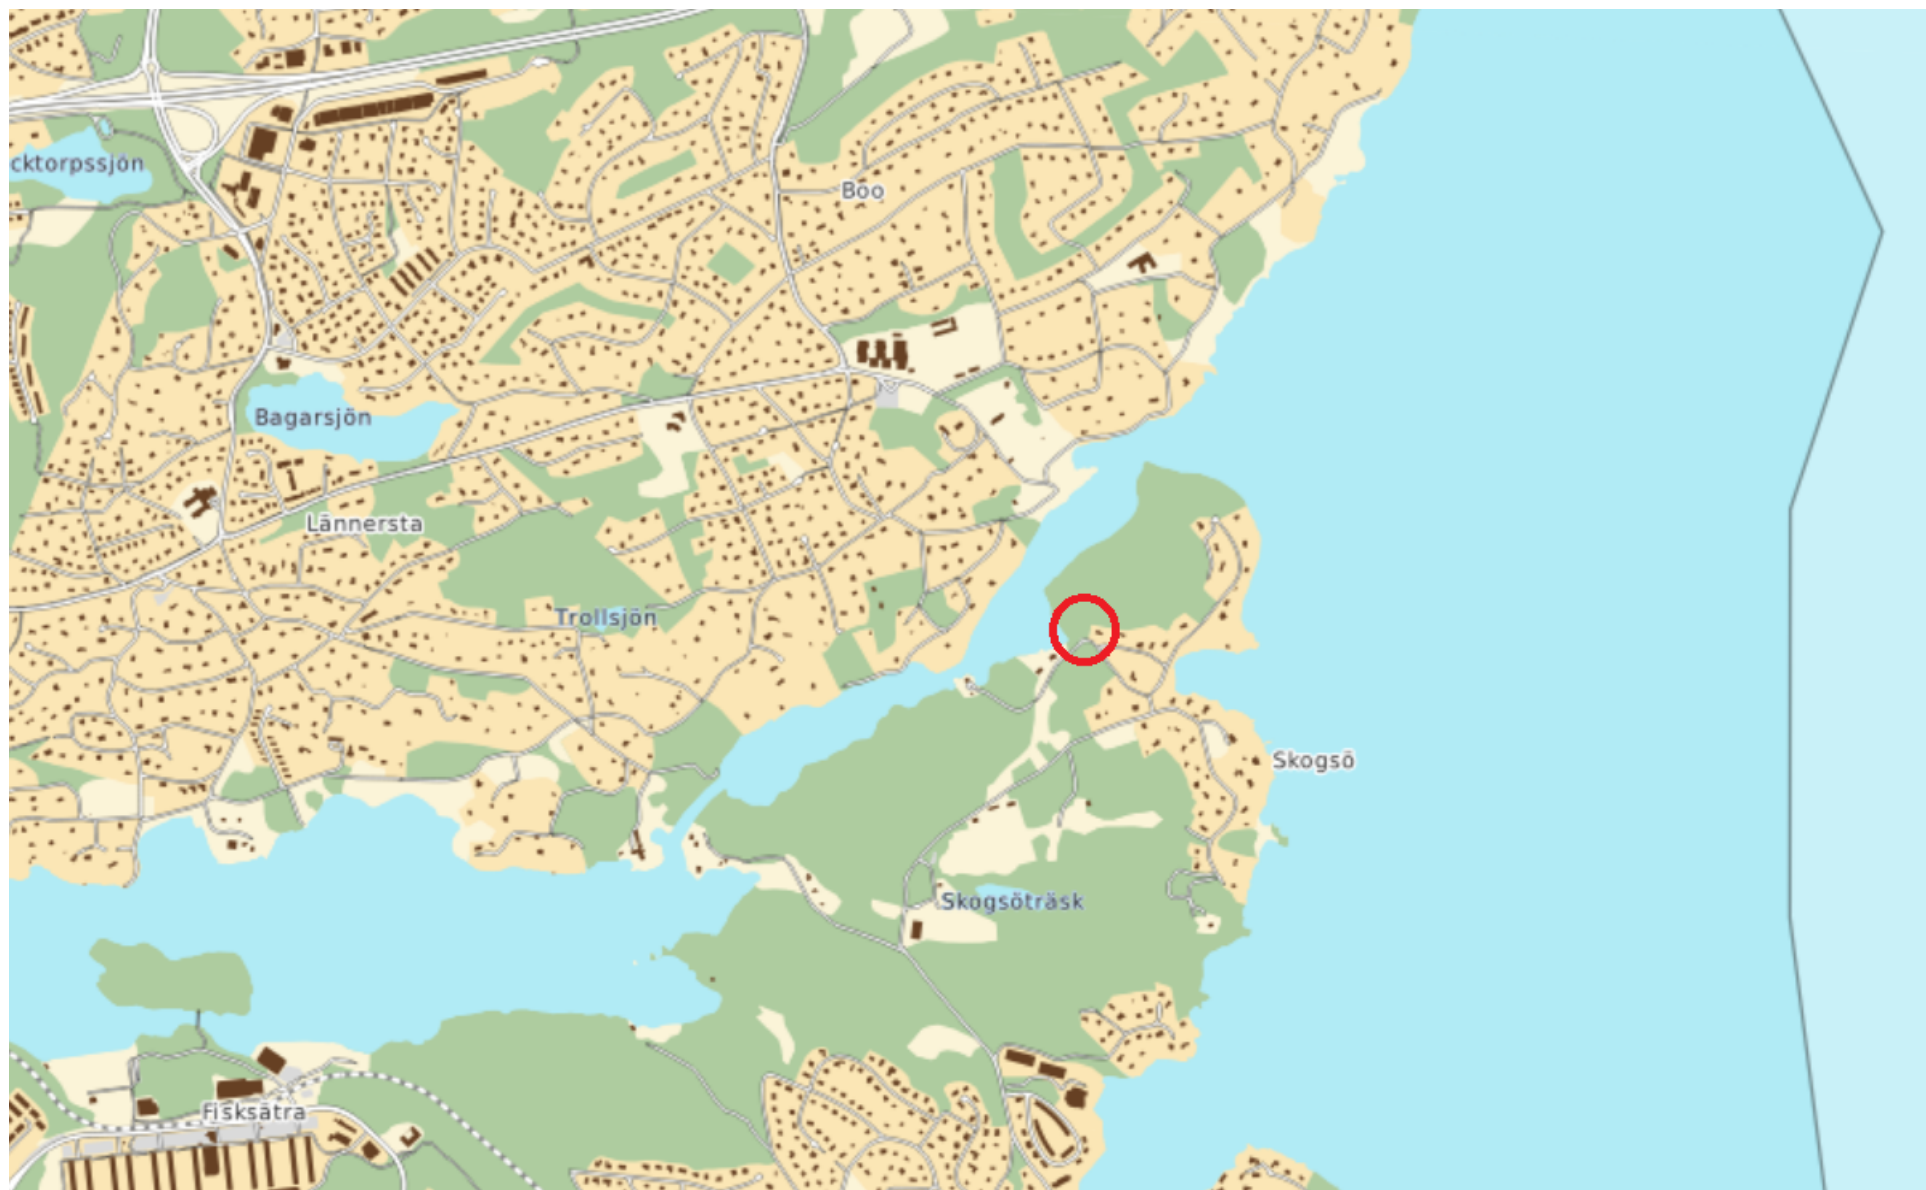 cktorpssjön
Boo
Bagarsjön
Lännersta
Trollsjön
Skogsö
Skogsöträsk
Fisksätra